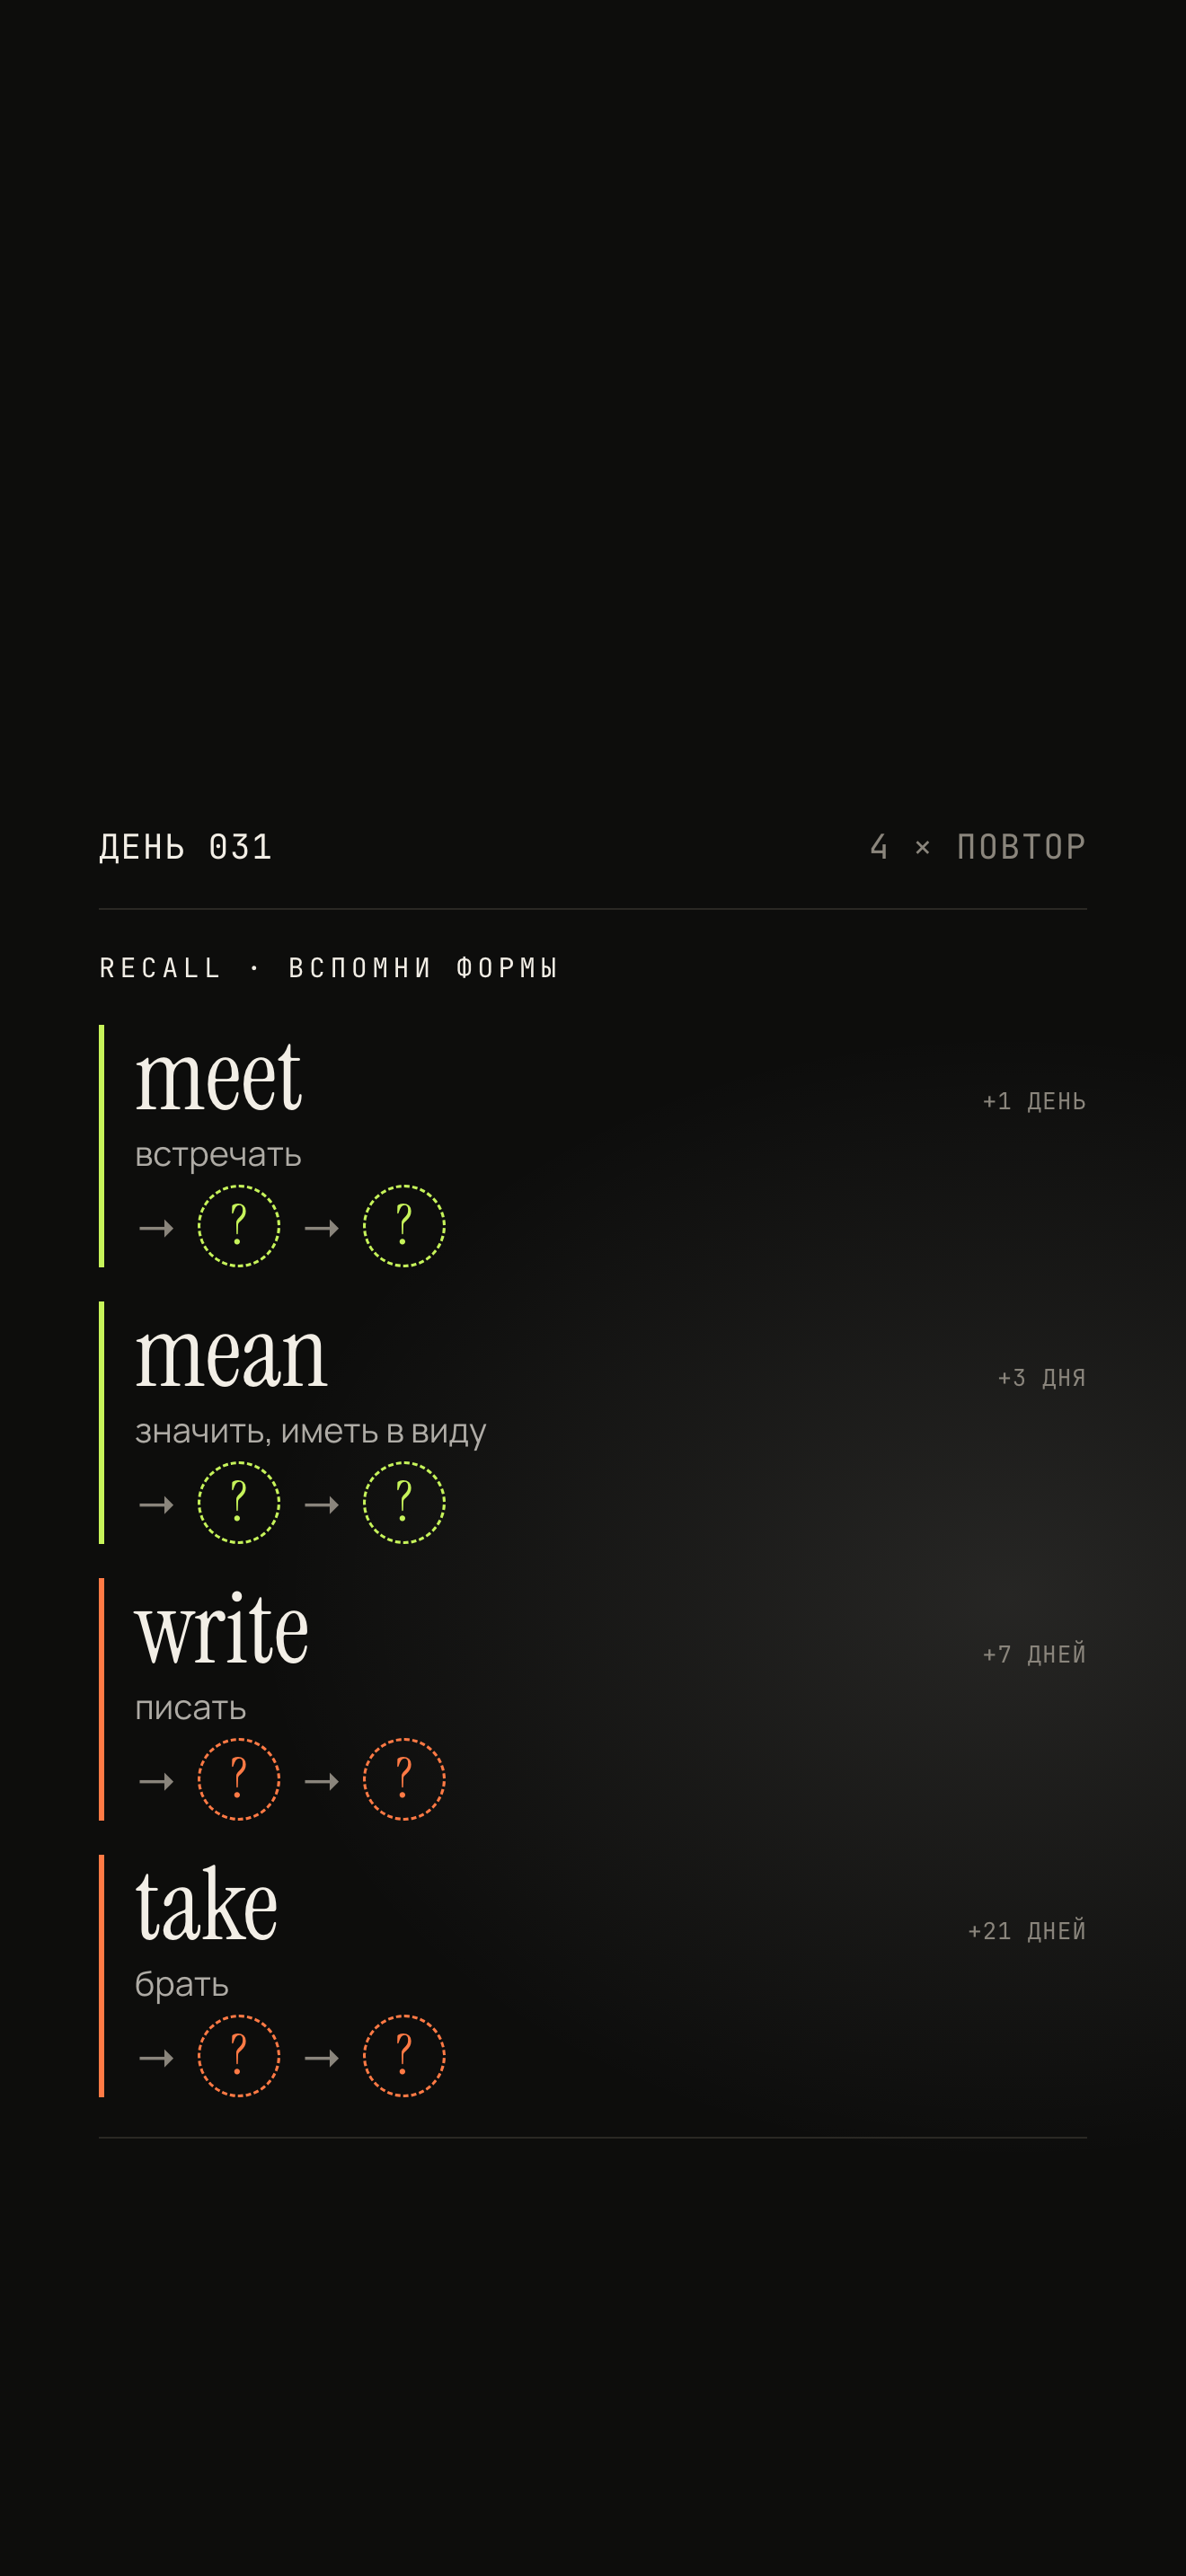 ДЕНЬ 031
4 × ПОВТОР
RECALL · ВСПОМНИ ФОРМЫ
meet
+1 ДЕНЬ
встречать
→ ? → ?
mean
+3 ДНЯ
значить, иметь в виду
→ ? → ?
write
+7 ДНЕЙ
писать
→ ? → ?
take
+21 ДНЕЙ
брать
→ ? → ?